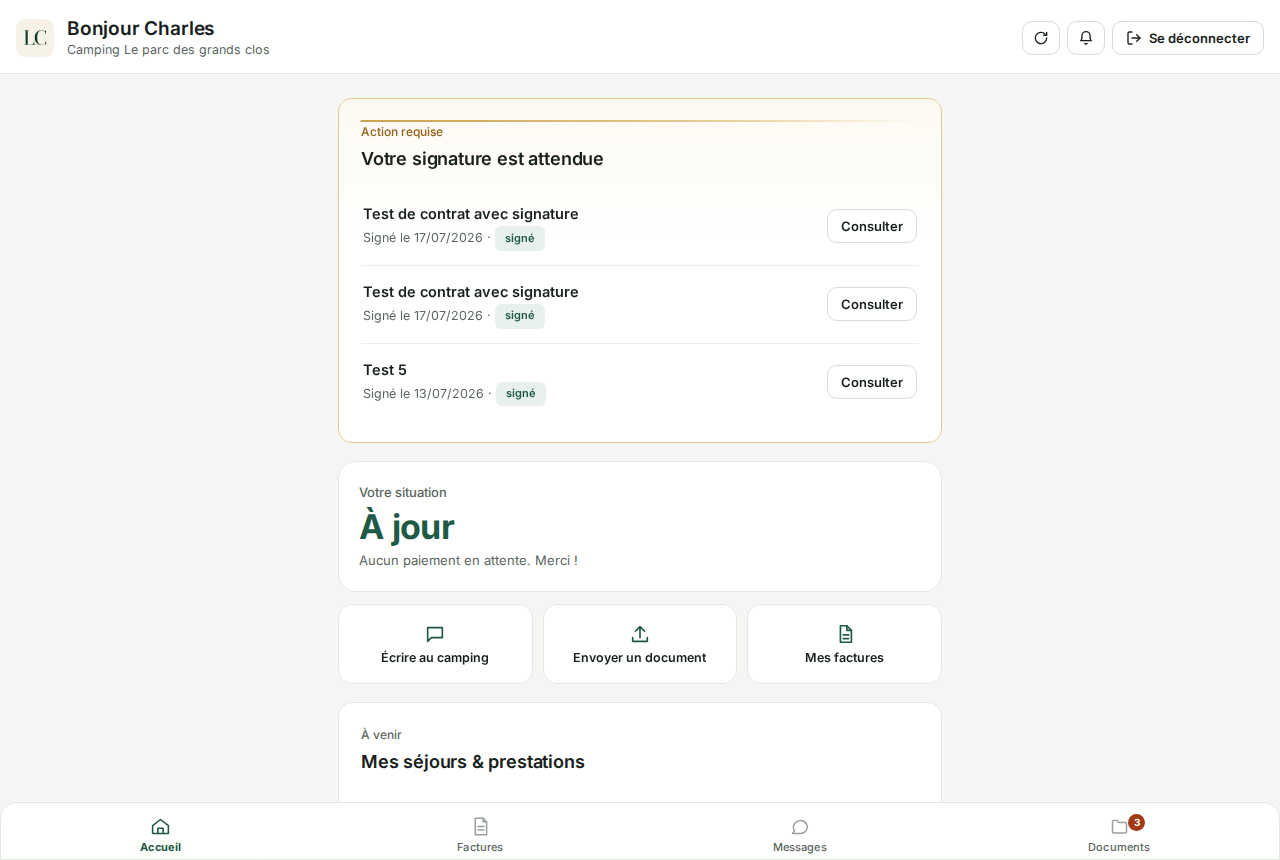 LC
Bonjour Charles
Camping Le parc des grands clos
Se déconnecter
Action requise
Votre signature est attendue
Test de contrat avec signature
Signé le 17/07/2026 · signé
Consulter
Test de contrat avec signature
Signé le 17/07/2026 · signé
Consulter
Test 5
Signé le 13/07/2026 · signé
Consulter
Votre situation
À jour
Aucun paiement en attente. Merci !
Écrire au camping
Envoyer un document
Mes factures
À venir
Mes séjours & prestations
Accueil
Factures
Messages
3
Documents